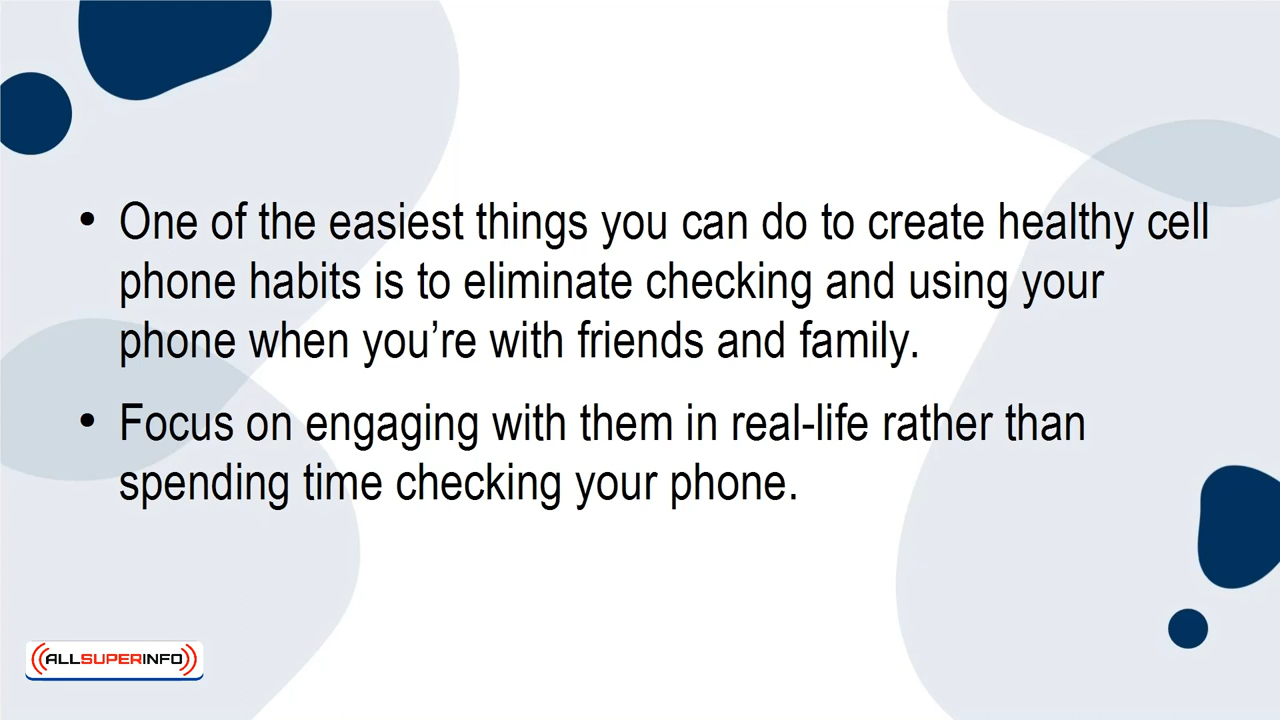 • One of the easiest things you can do to create healthy cell
phone habits is to eliminate checking and using your
phone when you’re with friends and family.
• Focus on engaging with them in real-life rather than
spending time checking your phone.
ALLSUPERINFO